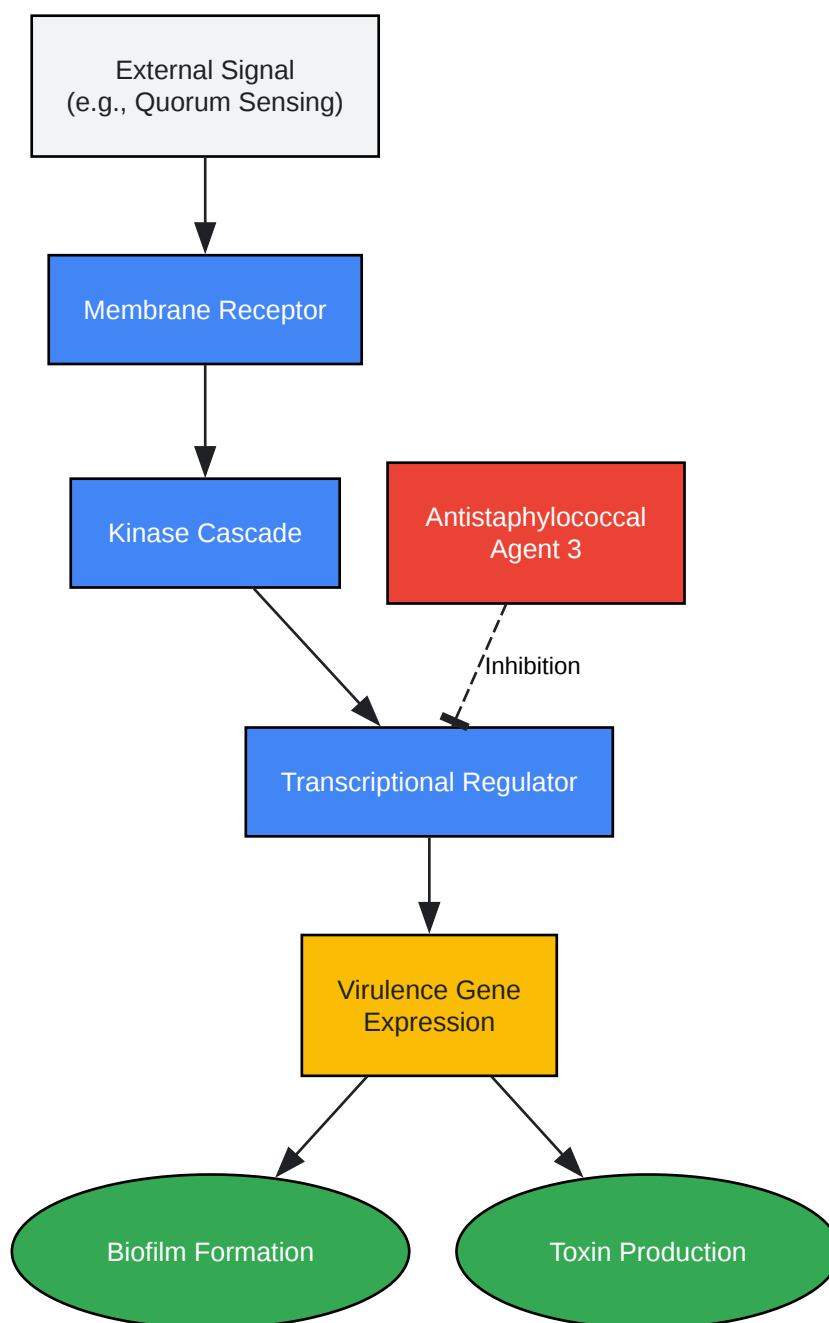 External Signal
(e.g., Quorum Sensing)
Membrane Receptor
Kinase Cascade
Antistaphylococcal
Agent 3
Inhibition
Transcriptional Regulator
Virulence Gene
Expression
Biofilm Formation
Toxin Production